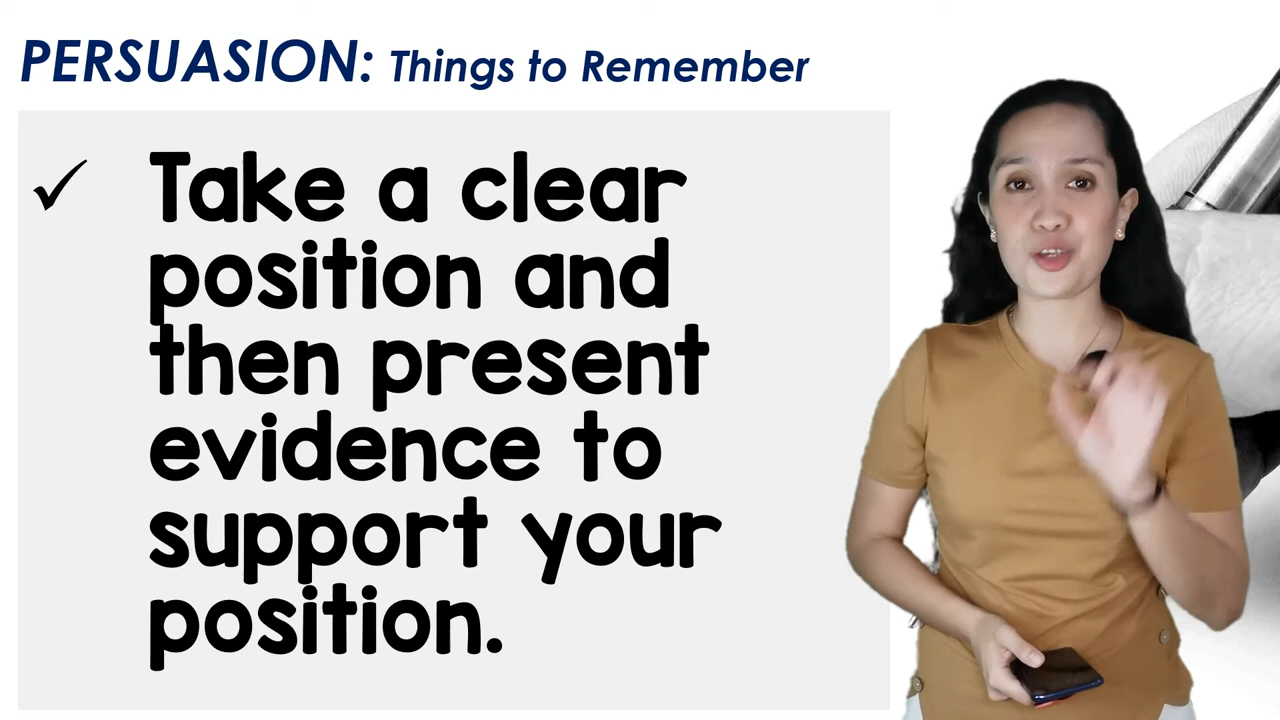 PERSUASION: Things to Remember
✓ Take a clear
position and
then present
evidence to
support your
position.